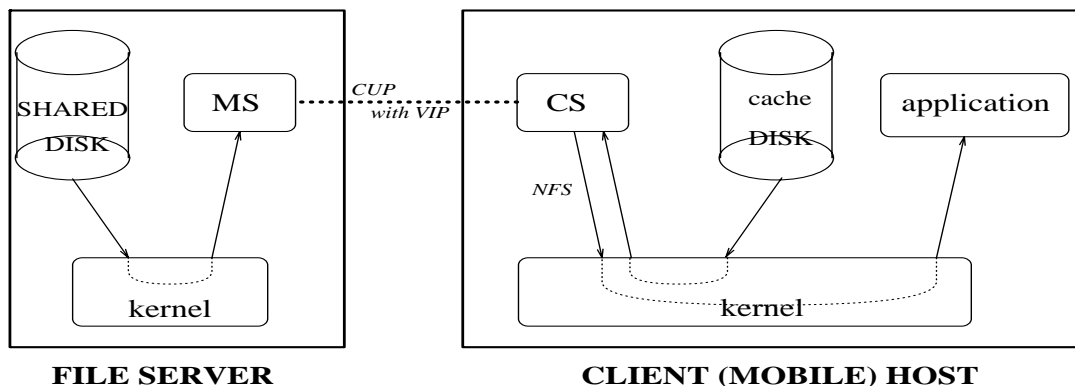 SHARED
DISK
MS
CUP
with VIP
CS
cache
DISK
application
NFS
kernel
kernel
FILE SERVER
CLIENT (MOBILE) HOST